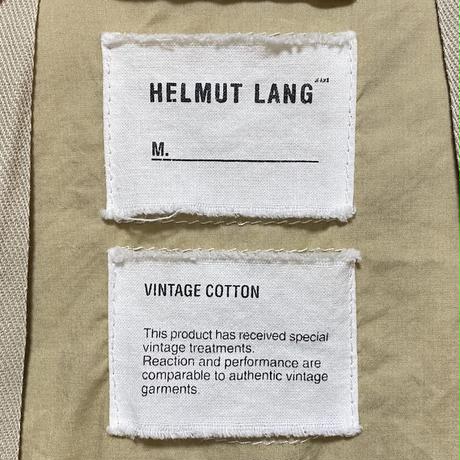 HELMUT LANG JEANS
M.
VINTAGE COTTON
This product has received special
vintage treatments.
Reaction and performance are
comparable to authentic vintage
garments.